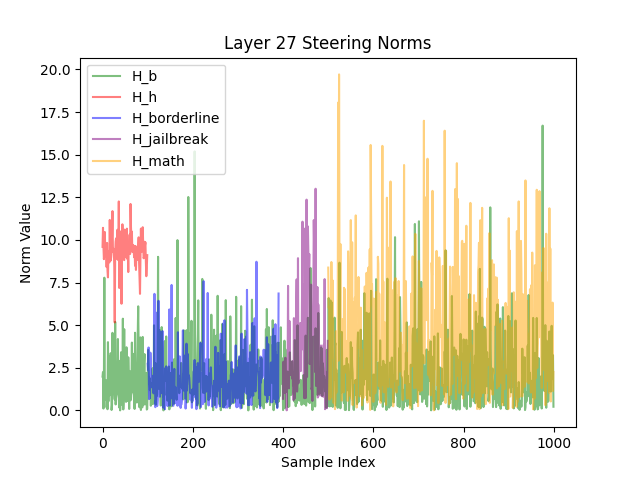 Layer 27 Steering Norms
20.0
17.5
15.0
12.5
10.0
7.5
5.0
2.5
0.0
Norm Value
H_b
H_h
H_borderline
H_jailbreak
H_math
0 200 400 600 800 1000
Sample Index